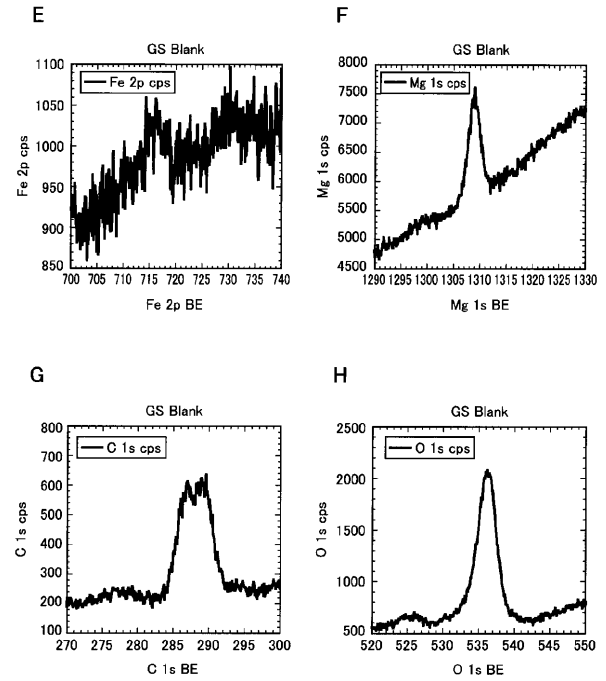 E
GS Blank
Fe 2p cps
Fe 2p cps
1100
1050
1000
950
900
850
700 705 710 715 720 725 730 735 740
Fe 2p BE
F
GS Blank
Mg 1s cps
Mg 1s cps
8000
7500
7000
6500
6000
5500
5000
4500
1290 1295 1300 1305 1310 1315 1320 1325 1330
Mg 1s BE
G
GS Blank
C 1s cps
C 1s cps
800
700
600
500
400
300
200
100
270 275 280 285 290 295 300
C 1s BE
H
GS Blank
O 1s cps
O 1s cps
2500
2000
1500
1000
500
520 525 530 535 540 545 550
O 1s BE